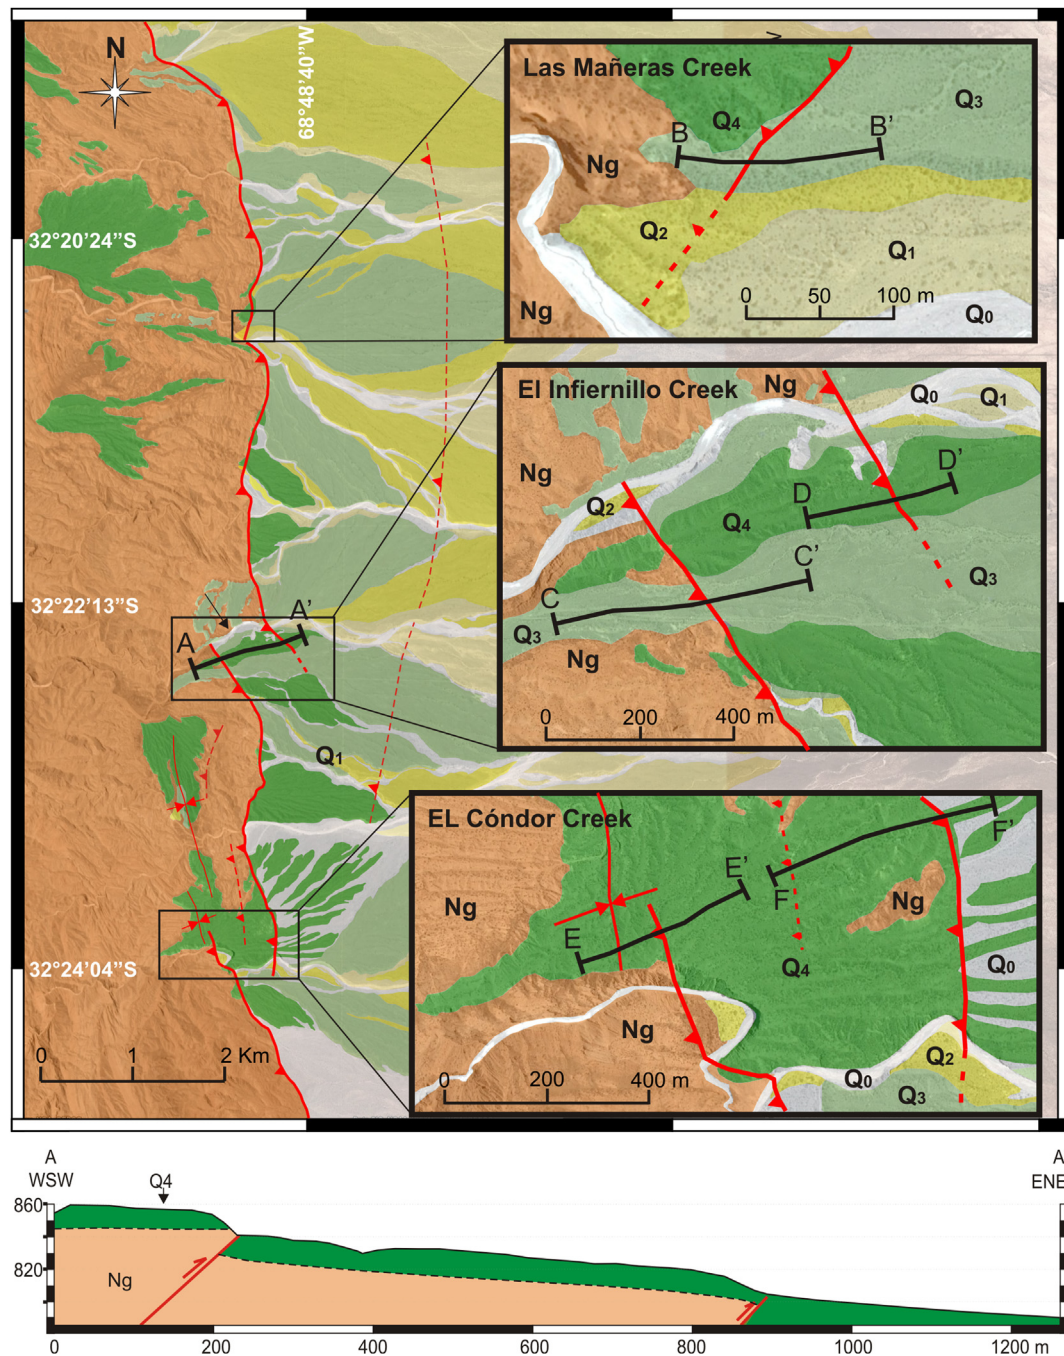 N
68°48'40"W
32°20'24"S
32°22'13"S
A
A'
Q1
32°24'04"S
0 1 2 Km
Las Mañeras Creek
Q4
Q3
B
B'
Ng
Q2
Q1
Ng
0 50 100 m
Q0
El Infiernillo Creek
Ng
Q0
Q1
Ng
Q2
D
D'
Q4
C
C'
Q3
Q3
Ng
0 200 400 m
EL Cóndor Creek
F'
E'
F
Ng
Ng
E
Q4
Q0
Ng
Q2
Q0
Q3
0 200 400 m
A
WSW
Q4
A
ENE
860
820
Ng
0 200 400 600 800 1000 1200 m